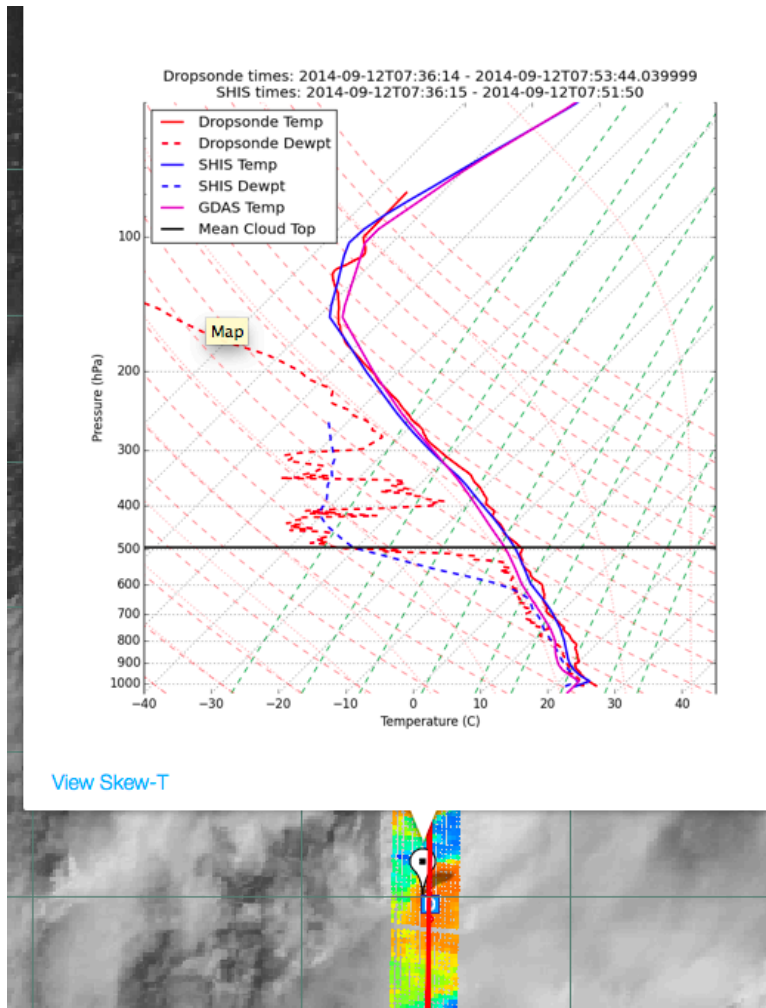 Dropsonde times: 2014-09-12T07:36:14 - 2014-09-12T07:53:44.039999
SHIS times: 2014-09-12T07:36:15 - 2014-09-12T07:51:50
Dropsonde Temp
Dropsonde Dewpt
SHIS Temp
SHIS Dewpt
GDAS Temp
Mean Cloud Top
100
Map
200
Pressure (hPa)
300
400
500
600
700
800
900
1000
−40 −30 −20 −10 0 10 20 30 40
Temperature (C)
View Skew-T